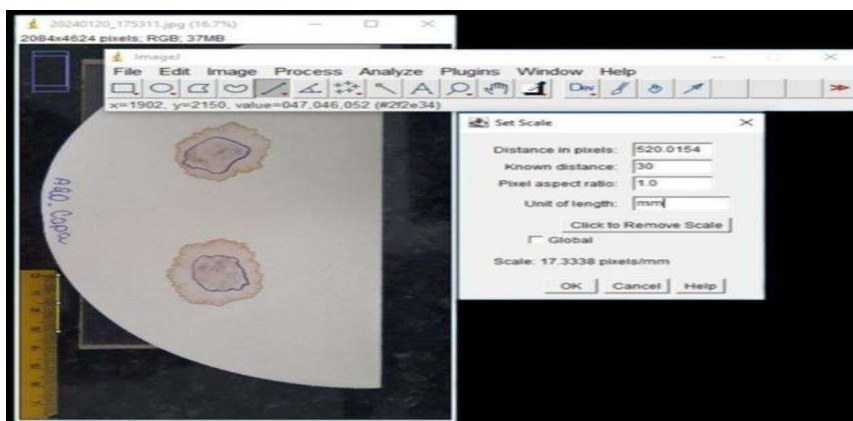 20240120_175311.jpg (16.7%)
2084x4624 pixels; RGB; 37MB
ImageJ
File Edit Image Process Analyze Plugins Window Help
Dev
x=1902, y=2150, value=047,046,052 (#2f2e34)
Set Scale
Distance in pixels: 520.0154
Known distance: 30
Pixel aspect ratio: 1.0
Unit of length: mm
Click to Remove Scale
Global
Scale: 17.3338 pixels/mm
OK Cancel Help